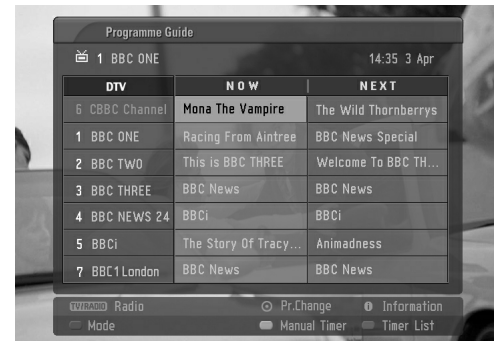 Programme Guide
1 BBC ONE 14:35 3 Apr
DTV NOW NEXT
6 CBBC Channel Mona The Vampire The Wild Thornberrys
1 BBC ONE Racing From Aintree BBC News Special
2 BBC TWO This is BBC THREE Welcome To BBC TH...
3 BBC THREE BBC News BBC News
4 BBC NEWS 24 BBCi BBCi
5 BBCi The Story Of Tracy... Animadness
7 BBC1 London BBC News BBC News
TV/RADIO Radio Pr.Change i Information
Mode Manual Timer Timer List